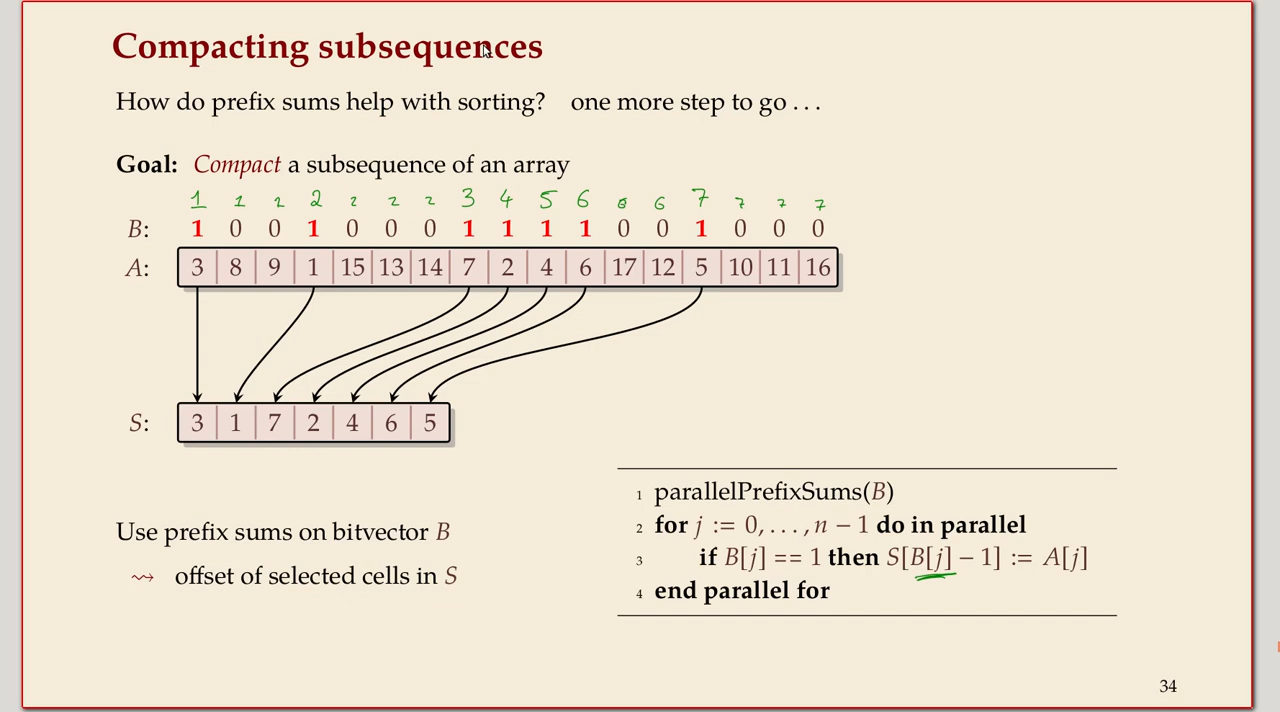 Compacting subsequences
How do prefix sums help with sorting? one more step to go . . .
Goal: Compact a subsequence of an array
1 1 2 2 2 2 2 3 4 5 6 6 6 7 7 7 7
B: 1 0 0 1 0 0 0 1 1 1 1 0 0 1 0 0 0
A: 3 8 9 1 15 13 14 7 2 4 6 17 12 5 10 11 16
S: 3 1 7 2 4 6 5
1 parallelPrefixSums(B)
2 for j := 0, . . . , n − 1 do in parallel
3 if B[j] == 1 then S[B[j] − 1] := A[j]
4 end parallel for
Use prefix sums on bitvector B
⇝ offset of selected cells in S
34